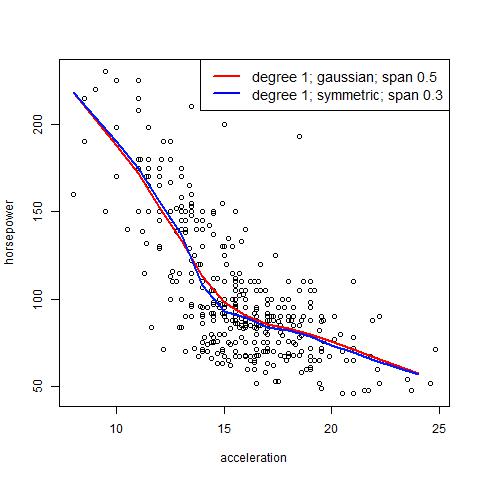 degree 1; gaussian; span 0.5
degree 1; symmetric; span 0.3
horsepower
200
150
100
50
10
15
20
25
acceleration